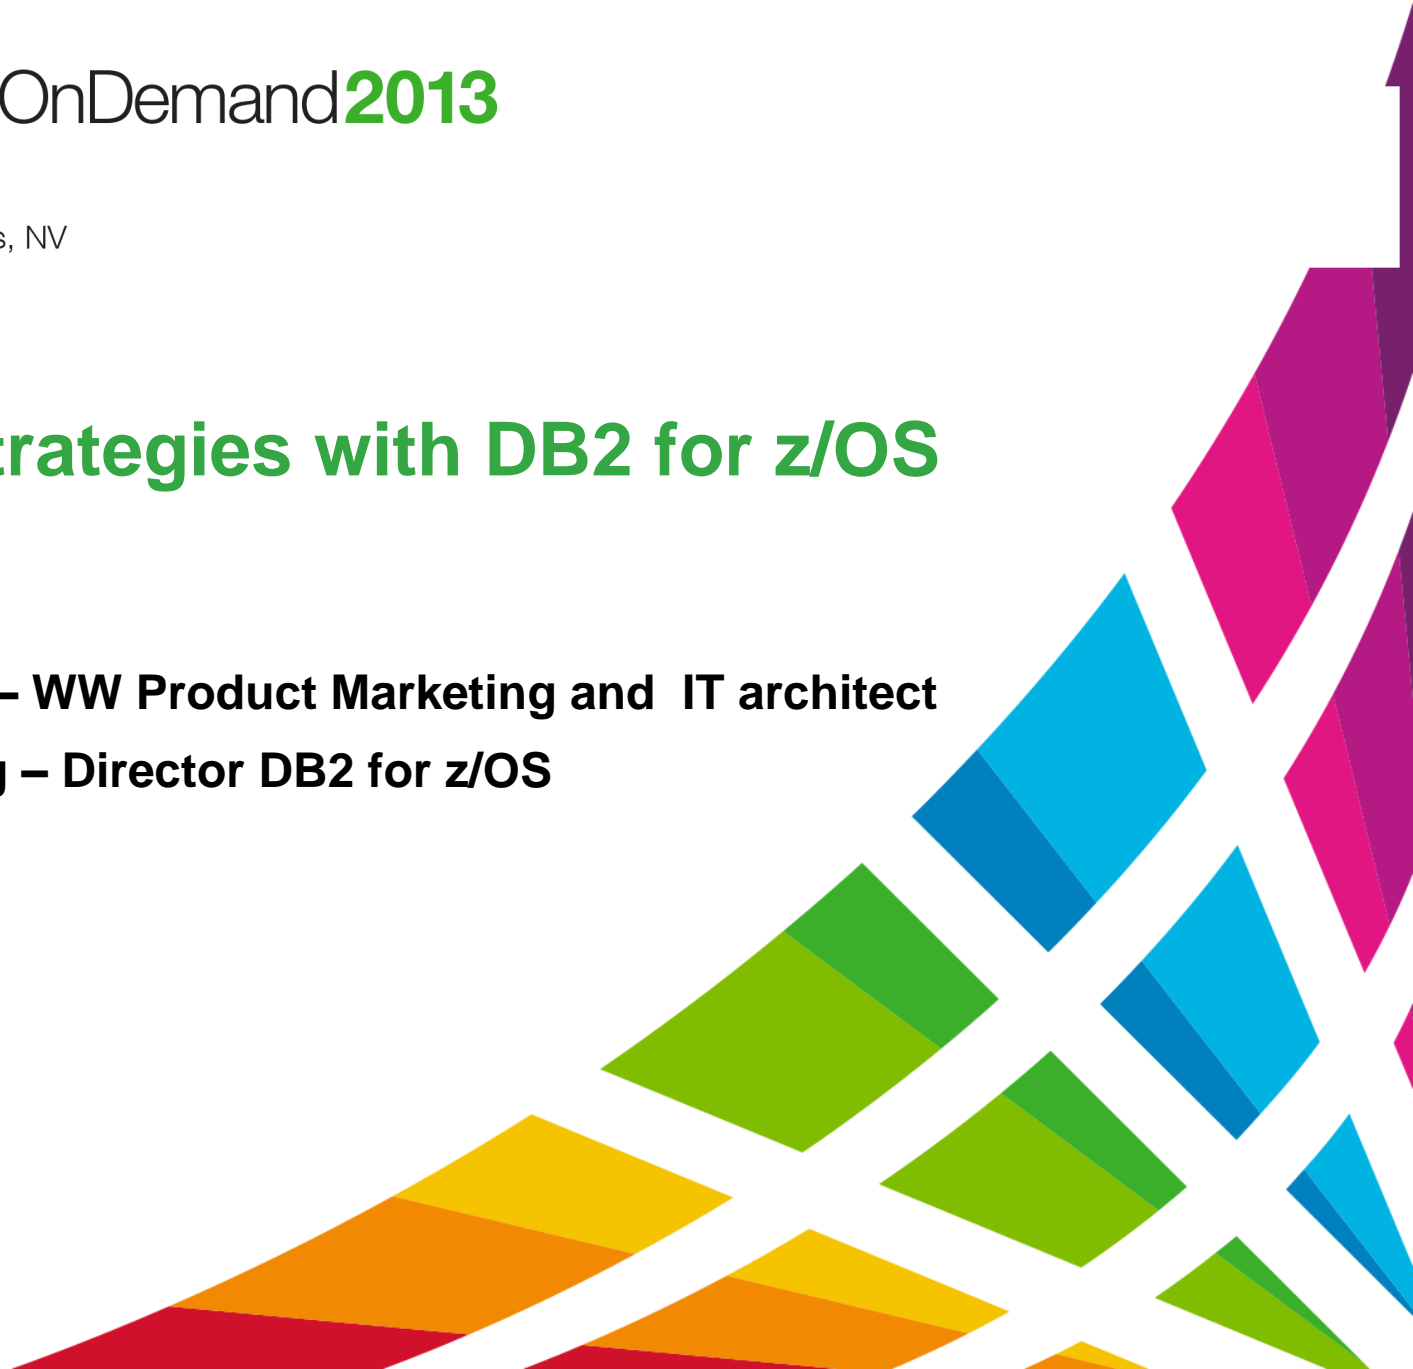 OnDemand2013
s, NV
trategies with DB2 for z/OS
– WW Product Marketing and  IT architect
g – Director DB2 for z/OS